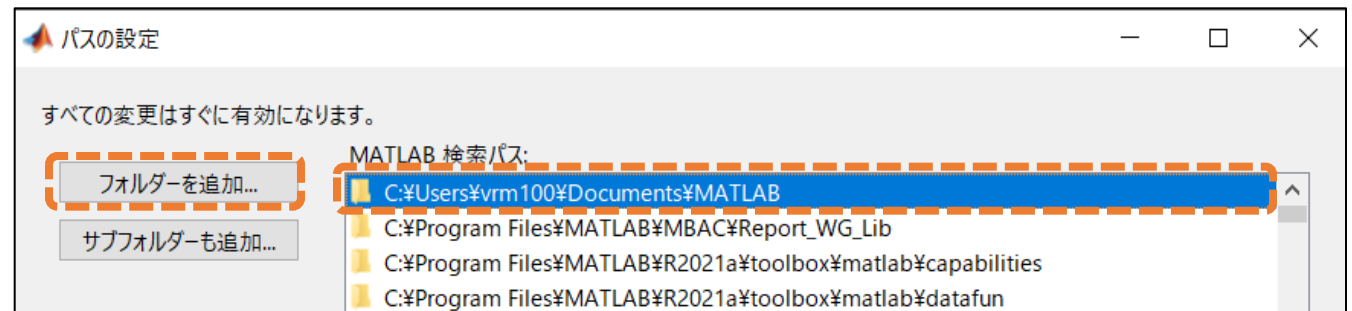 パスの設定
すべての変更はすぐに有効になります。
MATLAB 検索パス:
フォルダーを追加...
C:¥Users¥vrm100¥Documents¥MATLAB
サブフォルダーも追加...
C:¥Program Files¥MATLAB¥MBAC¥Report_WG_Lib
C:¥Program Files¥MATLAB¥R2021a¥toolbox¥matlab¥capabilities
C:¥Program Files¥MATLAB¥R2021a¥toolbox¥matlab¥datafun